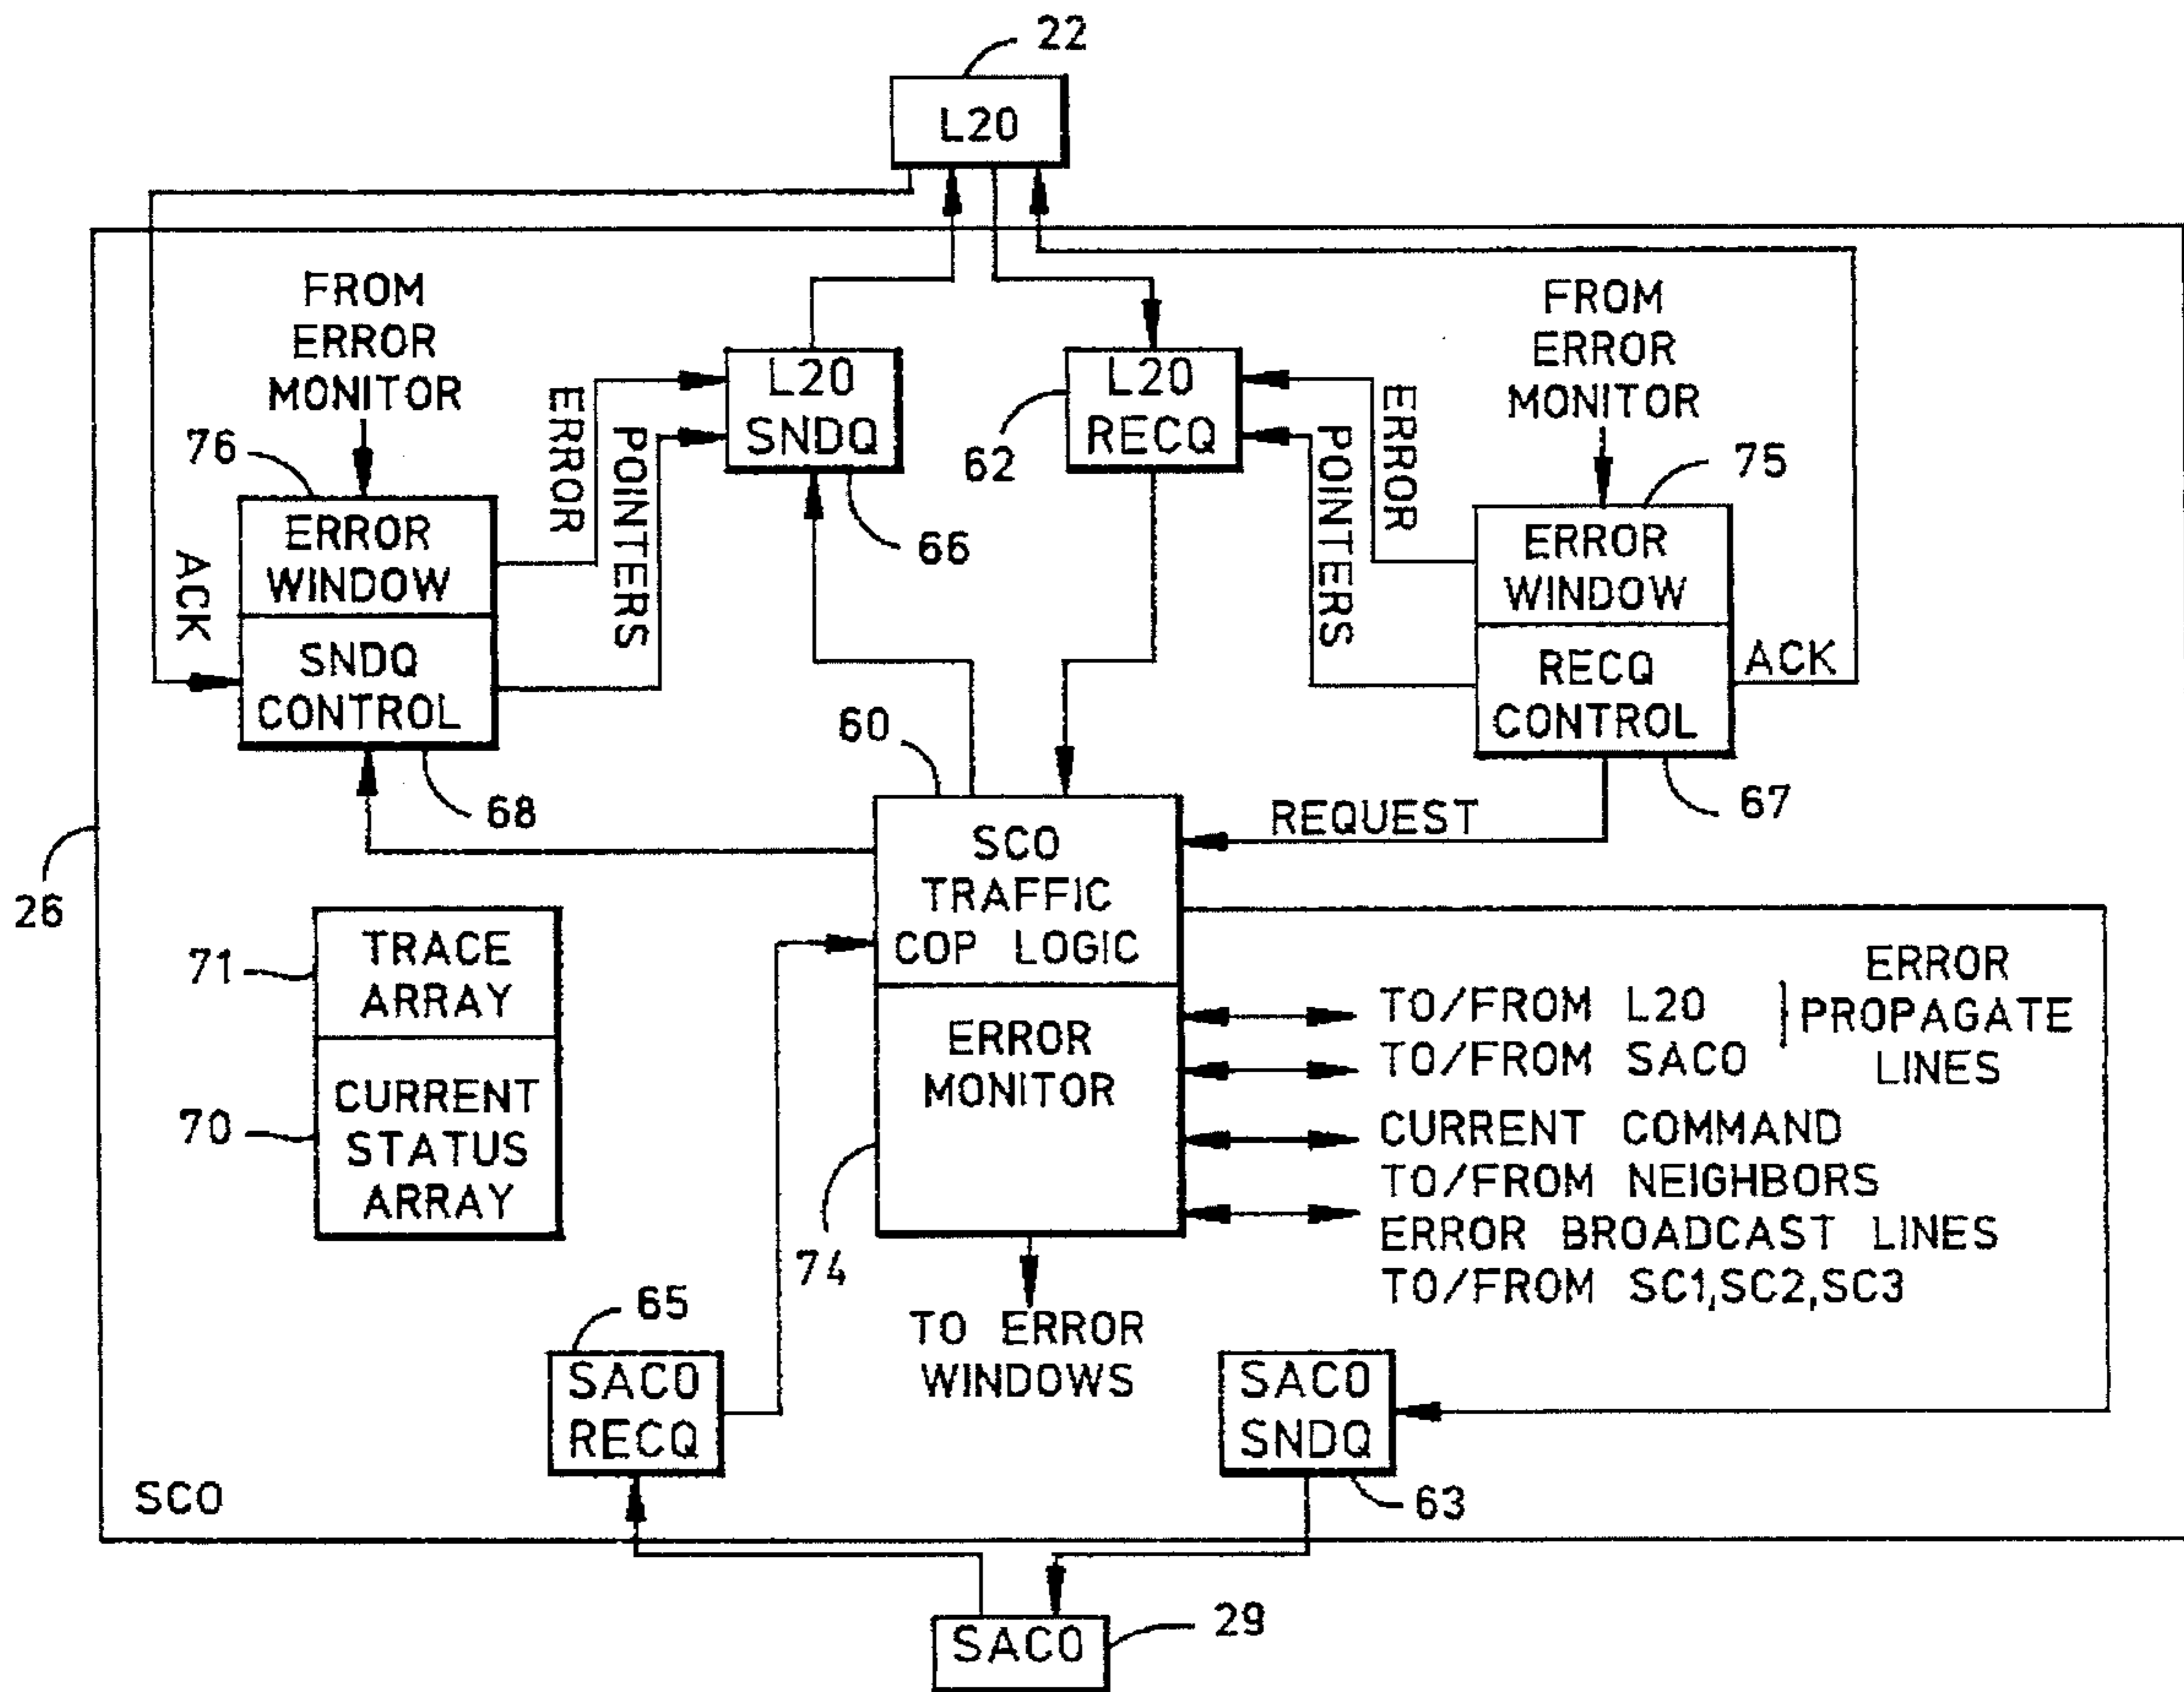 22
L20
FROM
ERROR
MONITOR
FROM
ERROR
MONITOR
ERROR
POINTERS
L20
SNDQ
66
62
L20
RECQ
ERROR
POINTERS
76
ERROR
WINDOW
SNDQ
CONTROL
68
ACK
75
ERROR
WINDOW
RECQ
CONTROL
67
ACK
REQUEST
60
SC0
TRAFFIC
COP LOGIC
ERROR
MONITOR
74
26
71
TRACE
ARRAY
70
CURRENT
STATUS
ARRAY
TO/FROM L20
TO/FROM SAC0
ERROR
PROPAGATE
LINES
CURRENT COMMAND
TO/FROM NEIGHBORS
ERROR BROADCAST LINES
TO/FROM SC1,SC2,SC3
TO ERROR
WINDOWS
65
SAC0
RECQ
SAC0
SNDQ
63
SC0
SAC0
29